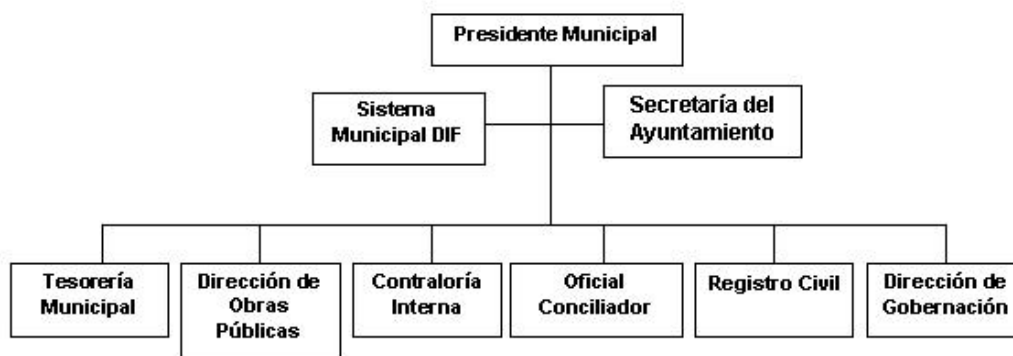 Presidente Municipal
Sistema
Municipal DIF
Secretaría del
Ayuntamiento
Tesorería
Municipal
Dirección de
Obras
Públicas
Contraloría
Interna
Oficial
Conciliador
Registro Civil
Dirección de
Gobernación